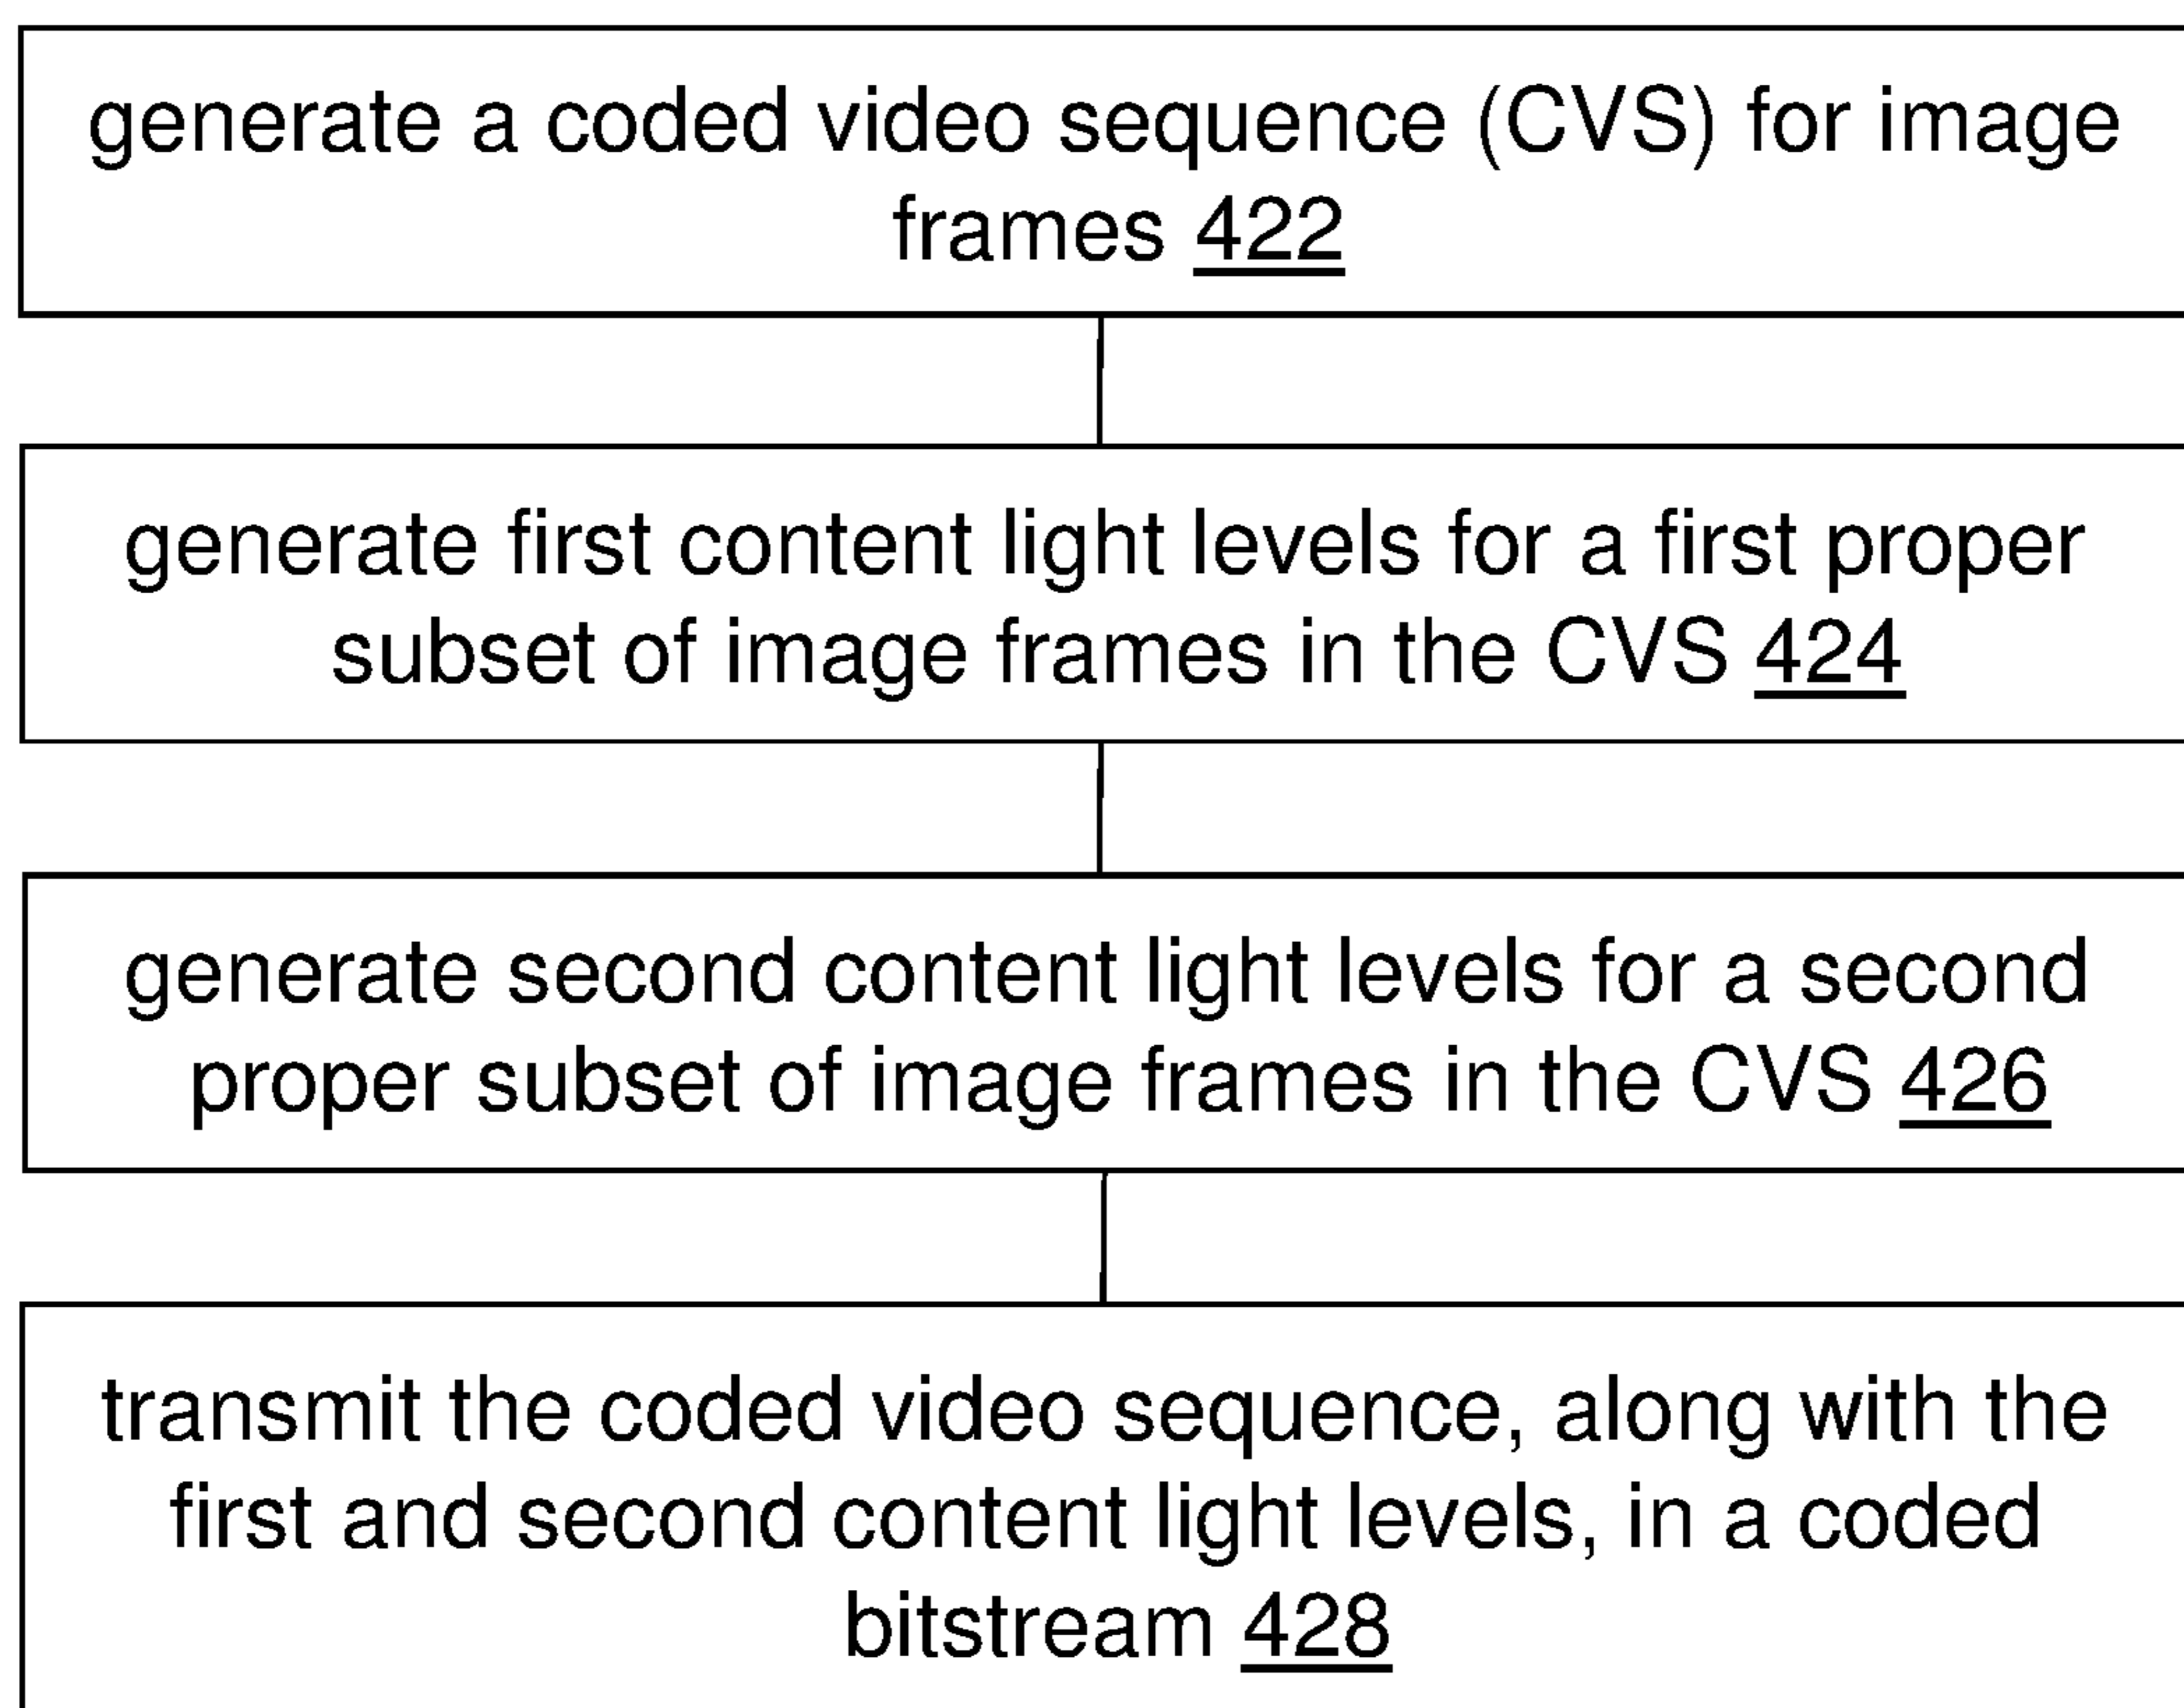 generate a coded video sequence (CVS) for image
frames 422
generate first content light levels for a first proper
subset of image frames in the CVS 424
generate second content light levels for a second
proper subset of image frames in the CVS 426
transmit the coded video sequence, along with the
first and second content light levels, in a coded
bitstream 428